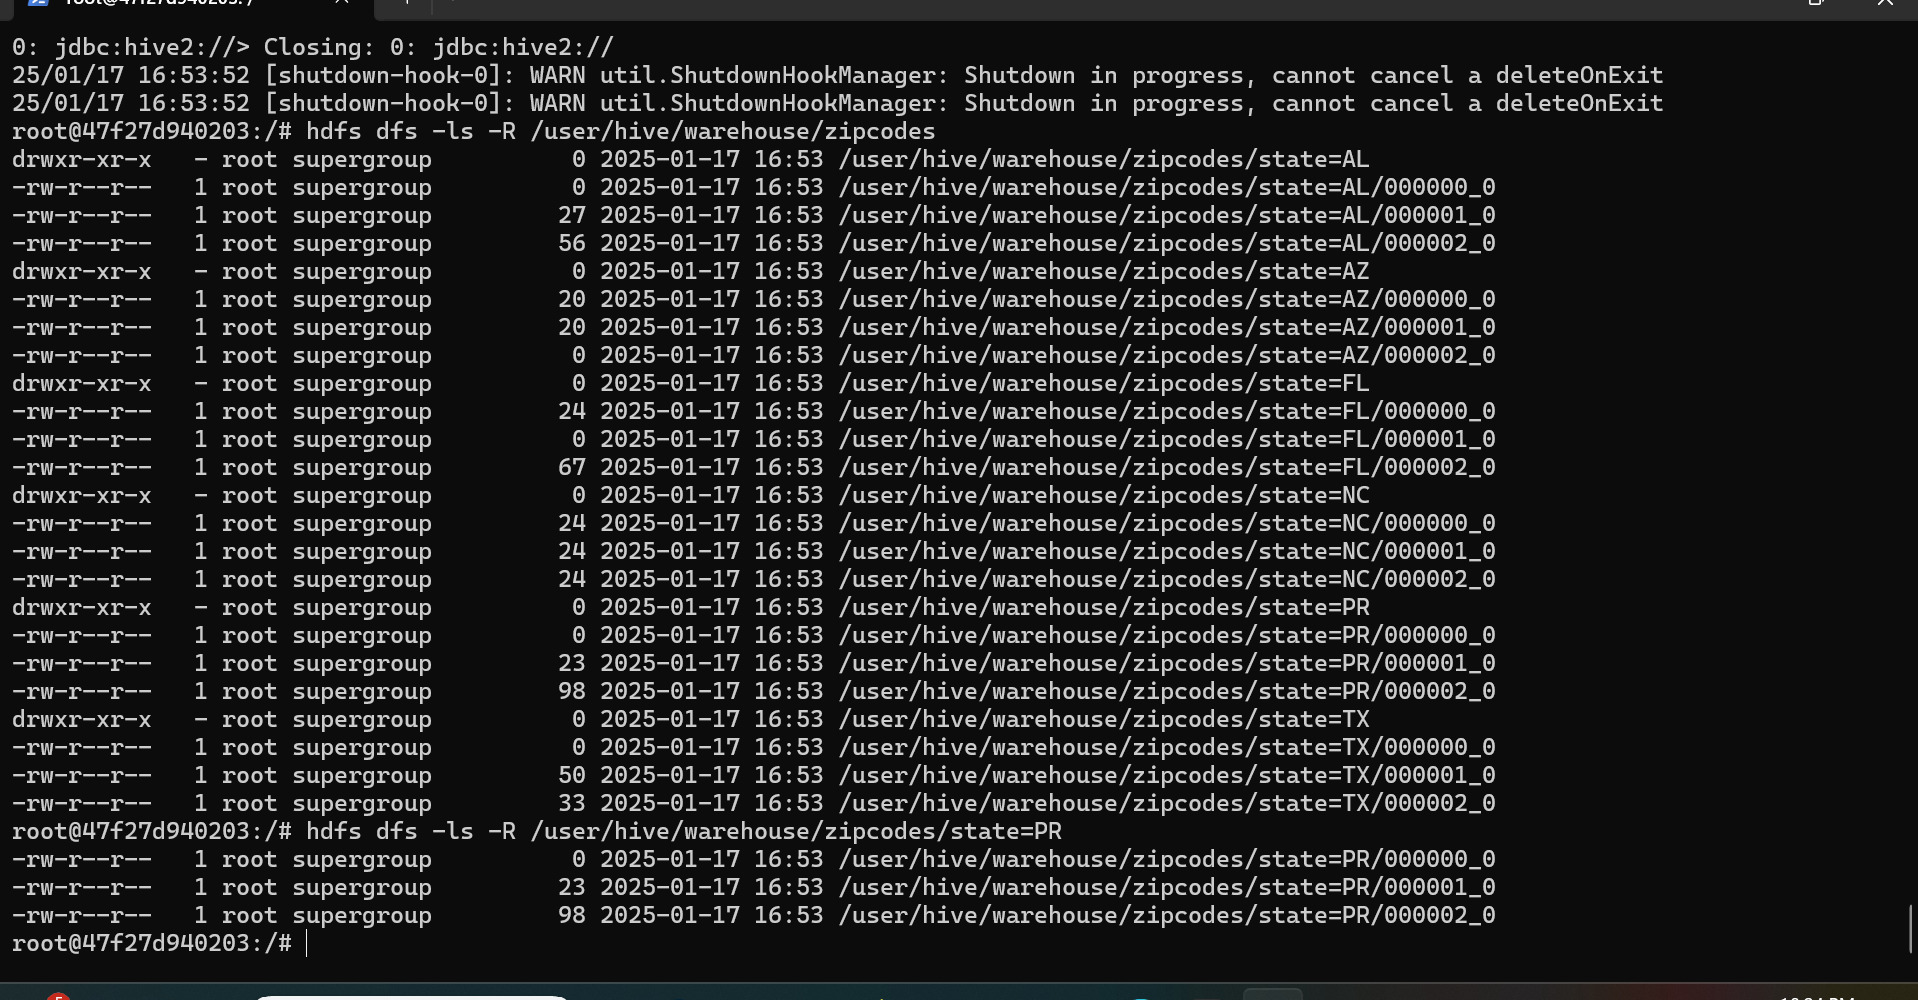 0: jdbc:hive2://> Closing: 0: jdbc:hive2://
25/01/17 16:53:52 [shutdown-hook-0]: WARN util.ShutdownHookManager: Shutdown in progress, cannot cancel a deleteOnExit
25/01/17 16:53:52 [shutdown-hook-0]: WARN util.ShutdownHookManager: Shutdown in progress, cannot cancel a deleteOnExit
root@47f27d940203:/# hdfs dfs -ls -R /user/hive/warehouse/zipcodes
drwxr-xr-x   - root supergroup          0 2025-01-17 16:53 /user/hive/warehouse/zipcodes/state=AL
-rw-r--r--   1 root supergroup          0 2025-01-17 16:53 /user/hive/warehouse/zipcodes/state=AL/000000_0
-rw-r--r--   1 root supergroup         27 2025-01-17 16:53 /user/hive/warehouse/zipcodes/state=AL/000001_0
-rw-r--r--   1 root supergroup         56 2025-01-17 16:53 /user/hive/warehouse/zipcodes/state=AL/000002_0
drwxr-xr-x   - root supergroup          0 2025-01-17 16:53 /user/hive/warehouse/zipcodes/state=AZ
-rw-r--r--   1 root supergroup         20 2025-01-17 16:53 /user/hive/warehouse/zipcodes/state=AZ/000000_0
-rw-r--r--   1 root supergroup         20 2025-01-17 16:53 /user/hive/warehouse/zipcodes/state=AZ/000001_0
-rw-r--r--   1 root supergroup          0 2025-01-17 16:53 /user/hive/warehouse/zipcodes/state=AZ/000002_0
drwxr-xr-x   - root supergroup          0 2025-01-17 16:53 /user/hive/warehouse/zipcodes/state=FL
-rw-r--r--   1 root supergroup         24 2025-01-17 16:53 /user/hive/warehouse/zipcodes/state=FL/000000_0
-rw-r--r--   1 root supergroup          0 2025-01-17 16:53 /user/hive/warehouse/zipcodes/state=FL/000001_0
-rw-r--r--   1 root supergroup         67 2025-01-17 16:53 /user/hive/warehouse/zipcodes/state=FL/000002_0
drwxr-xr-x   - root supergroup          0 2025-01-17 16:53 /user/hive/warehouse/zipcodes/state=NC
-rw-r--r--   1 root supergroup         24 2025-01-17 16:53 /user/hive/warehouse/zipcodes/state=NC/000000_0
-rw-r--r--   1 root supergroup         24 2025-01-17 16:53 /user/hive/warehouse/zipcodes/state=NC/000001_0
-rw-r--r--   1 root supergroup         24 2025-01-17 16:53 /user/hive/warehouse/zipcodes/state=NC/000002_0
drwxr-xr-x   - root supergroup          0 2025-01-17 16:53 /user/hive/warehouse/zipcodes/state=PR
-rw-r--r--   1 root supergroup          0 2025-01-17 16:53 /user/hive/warehouse/zipcodes/state=PR/000000_0
-rw-r--r--   1 root supergroup         23 2025-01-17 16:53 /user/hive/warehouse/zipcodes/state=PR/000001_0
-rw-r--r--   1 root supergroup         98 2025-01-17 16:53 /user/hive/warehouse/zipcodes/state=PR/000002_0
drwxr-xr-x   - root supergroup          0 2025-01-17 16:53 /user/hive/warehouse/zipcodes/state=TX
-rw-r--r--   1 root supergroup          0 2025-01-17 16:53 /user/hive/warehouse/zipcodes/state=TX/000000_0
-rw-r--r--   1 root supergroup         50 2025-01-17 16:53 /user/hive/warehouse/zipcodes/state=TX/000001_0
-rw-r--r--   1 root supergroup         33 2025-01-17 16:53 /user/hive/warehouse/zipcodes/state=TX/000002_0
root@47f27d940203:/# hdfs dfs -ls -R /user/hive/warehouse/zipcodes/state=PR
-rw-r--r--   1 root supergroup          0 2025-01-17 16:53 /user/hive/warehouse/zipcodes/state=PR/000000_0
-rw-r--r--   1 root supergroup         23 2025-01-17 16:53 /user/hive/warehouse/zipcodes/state=PR/000001_0
-rw-r--r--   1 root supergroup         98 2025-01-17 16:53 /user/hive/warehouse/zipcodes/state=PR/000002_0
root@47f27d940203:/#